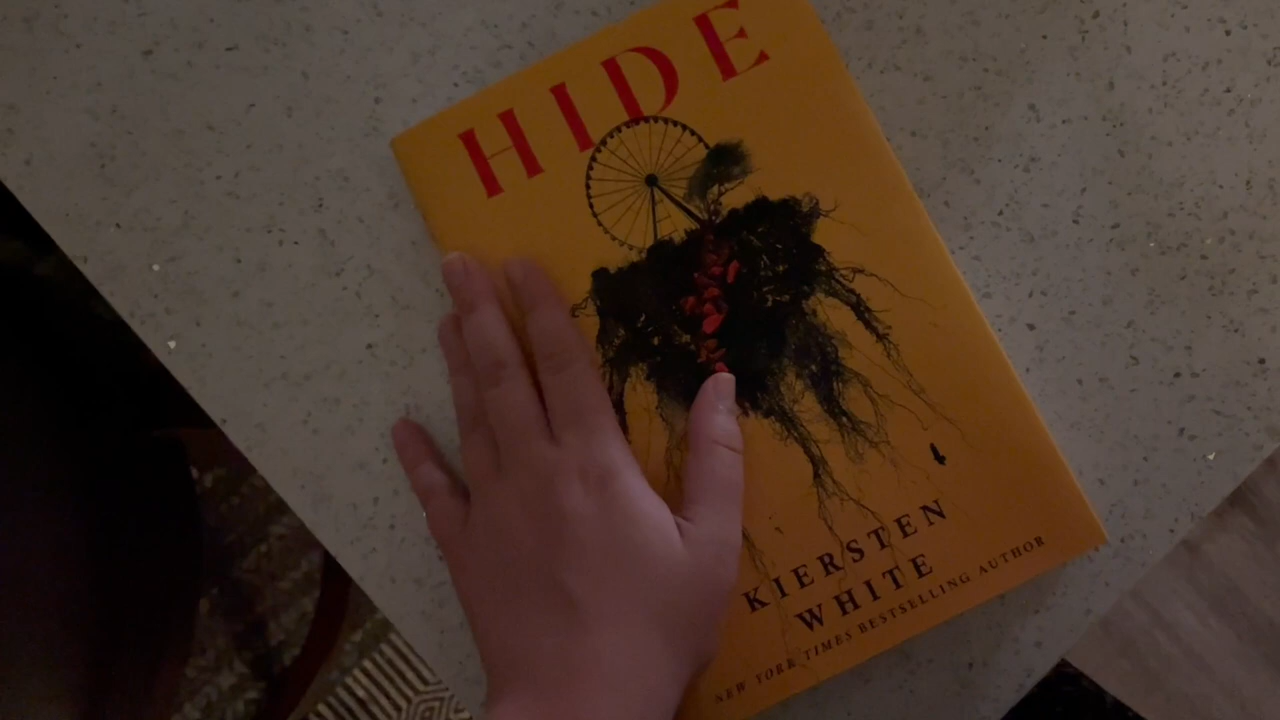 HIDE
KIERSTEN
WHITE
NEW YORK TIMES BESTSELLING AUTHOR